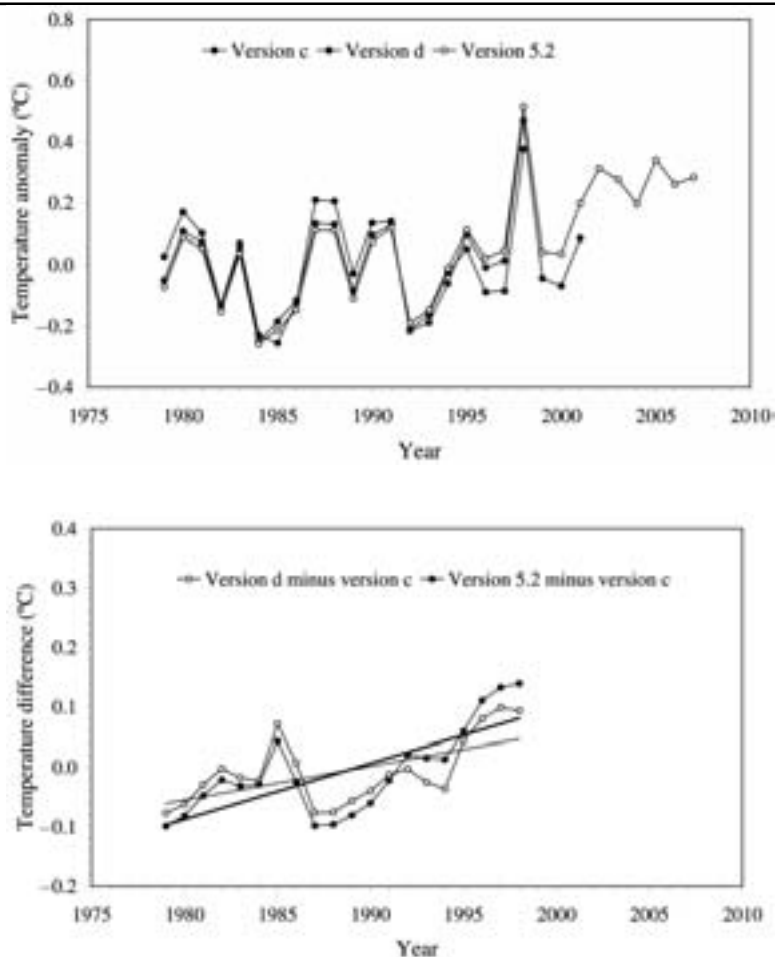 0.8
Version c Version d Version 5.2
0.6
0.4
0.2
0.0
−0.2
−0.4
Temperature anomaly (ºC)
1975 1980 1985 1990 1995 2000 2005 2010
Year
0.4
Version d minus version c Version 5.2 minus version c
0.3
0.2
0.1
0.0
−0.1
−0.2
Temperature difference (ºC)
1975 1980 1985 1990 1995 2000 2005 2010
Year